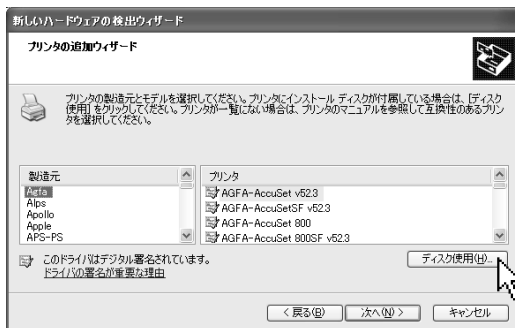 新しいハードウェアの検出ウィザード
プリンタの追加ウィザード
プリンタの製造元とモデルを選択してください。プリンタにインストール ディスクが付属している場合は、[ディスク
使用] をクリックしてください。プリンタが一覧にない場合は、プリンタのマニュアルを参照して互換性のあるプリン
タを選択してください。
製造元
Agfa
Alps
Apollo
Apple
APS-PS
プリンタ
AGFA-AccuSet v52.3
AGFA-AccuSetSF v52.3
AGFA-AccuSet 800
AGFA-AccuSet 800SF v52.3
このドライバはデジタル署名されています。
ドライバの署名が重要な理由
ディスク使用(H)...
< 戻る(B)
次へ(N) >
キャンセル